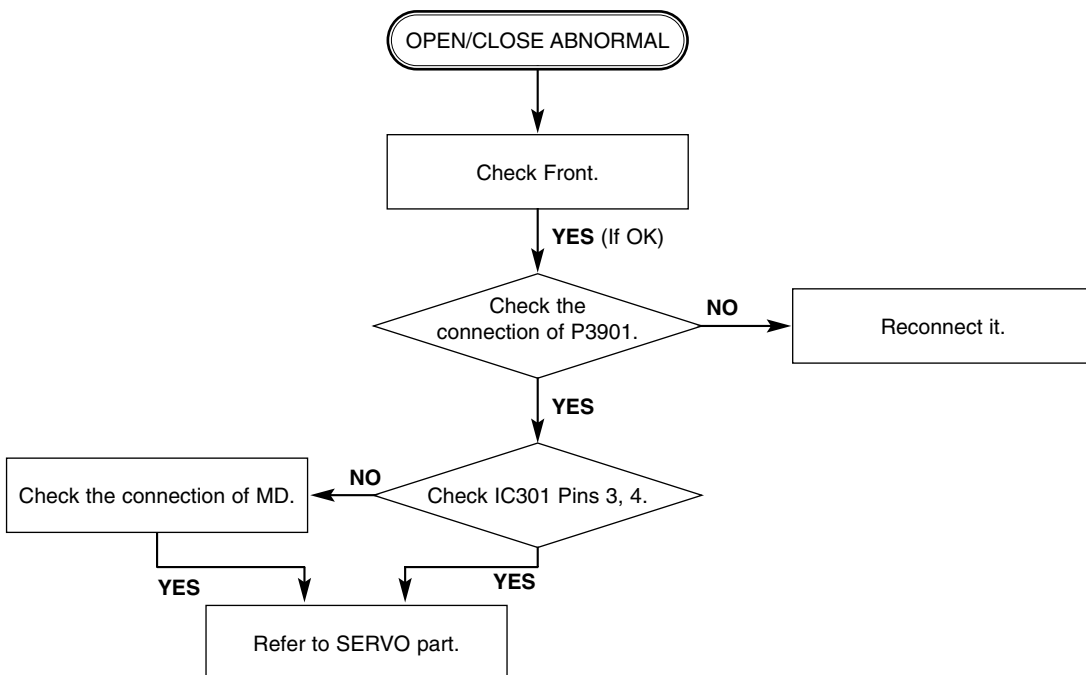 OPEN/CLOSE ABNORMAL
Check Front.
YES (If OK)
Check the
connection of P3901.
NO
Reconnect it.
YES
Check IC301 Pins 3, 4.
NO
Check the connection of MD.
YES
YES
Refer to SERVO part.